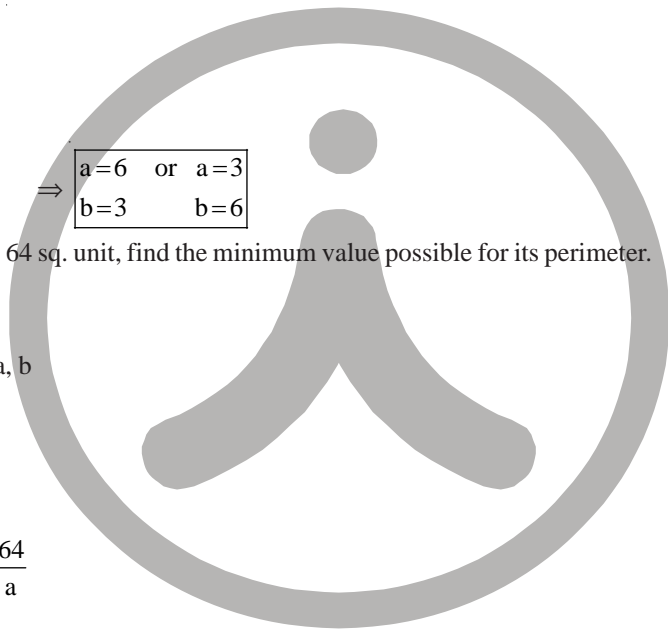 ⇒ a=6 or a=3
b=3 b=6
64 sq. unit, find the minimum value possible for its perimeter.
, b
64
a